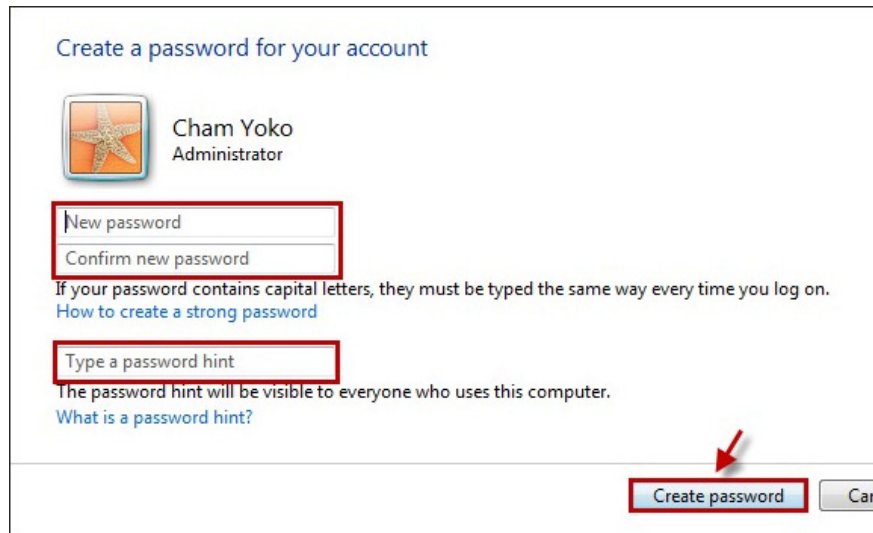 Create a password for your account
Cham Yoko
Administrator
New password
Confirm new password
If your password contains capital letters, they must be typed the same way every time you log on.
How to create a strong password
Type a password hint
The password hint will be visible to everyone who uses this computer.
What is a password hint?
Create password